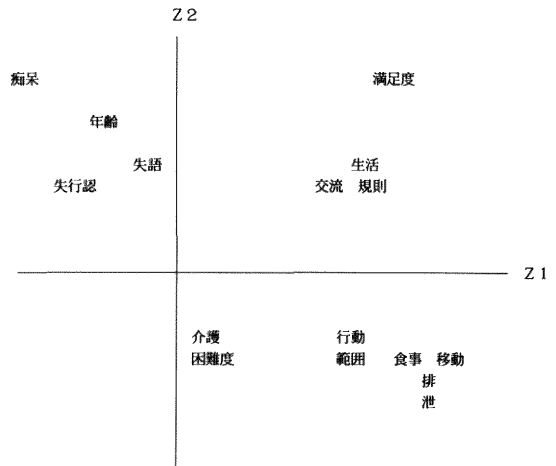 Z2
痴呆 満足度
年齢
失語 生活
失行認 交流 規則
Z1
介護 行動
困難度 範囲 食事 移動
排
泄